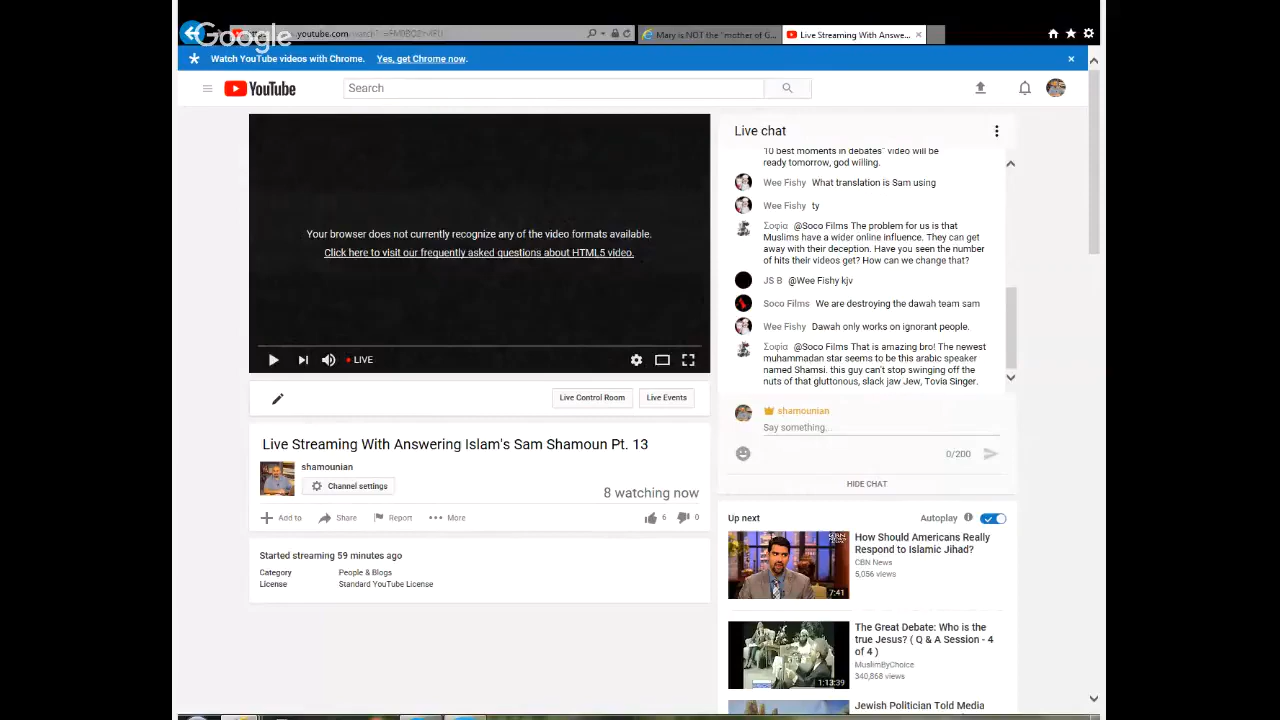 Google
youtube.com
Mary is NOT the "mother of G...
Live Streaming With Answe...
Watch YouTube videos with Chrome. Yes, get Chrome now.
YouTube
Search
Your browser does not currently recognize any of the video formats available.
Click here to visit our frequently asked questions about HTML5 video.
LIVE
Live Control Room
Live Events
Live Streaming With Answering Islam's Sam Shamoun Pt. 13
shamounian
Channel settings
8 watching now
Add to Share Report More 6 0
Started streaming 59 minutes ago
Category People & Blogs
License Standard YouTube License
Live chat
10 best moments in debates" video will be
ready tomorrow, god willing.
Wee Fishy What translation is Sam using
Wee Fishy ty
Σοφία @Soco Films The problem for us is that
Muslims have a wider online influence. They can get
away with their deception. Have you seen the number
of hits their videos get? How can we change that?
JS B @Wee Fishy kjv
Soco Films We are destroying the dawah team sam
Wee Fishy Dawah only works on ignorant people.
Σοφία @Soco Films That is amazing bro! The newest
muhammadan star seems to be this arabic speaker
named Shamsi. this guy can't stop swinging off the
nuts of that gluttonous, slack jaw Jew, Tovia Singer.
shamounian
Say something...
0/200
HIDE CHAT
Up next
Autoplay
How Should Americans Really
Respond to Islamic Jihad?
CBN News
5,056 views
CBN NEWS
7:41
The Great Debate: Who is the
true Jesus? ( Q & A Session - 4
of 4 )
MuslimByChoice
340,868 views
1:13:39
Jewish Politician Told Media